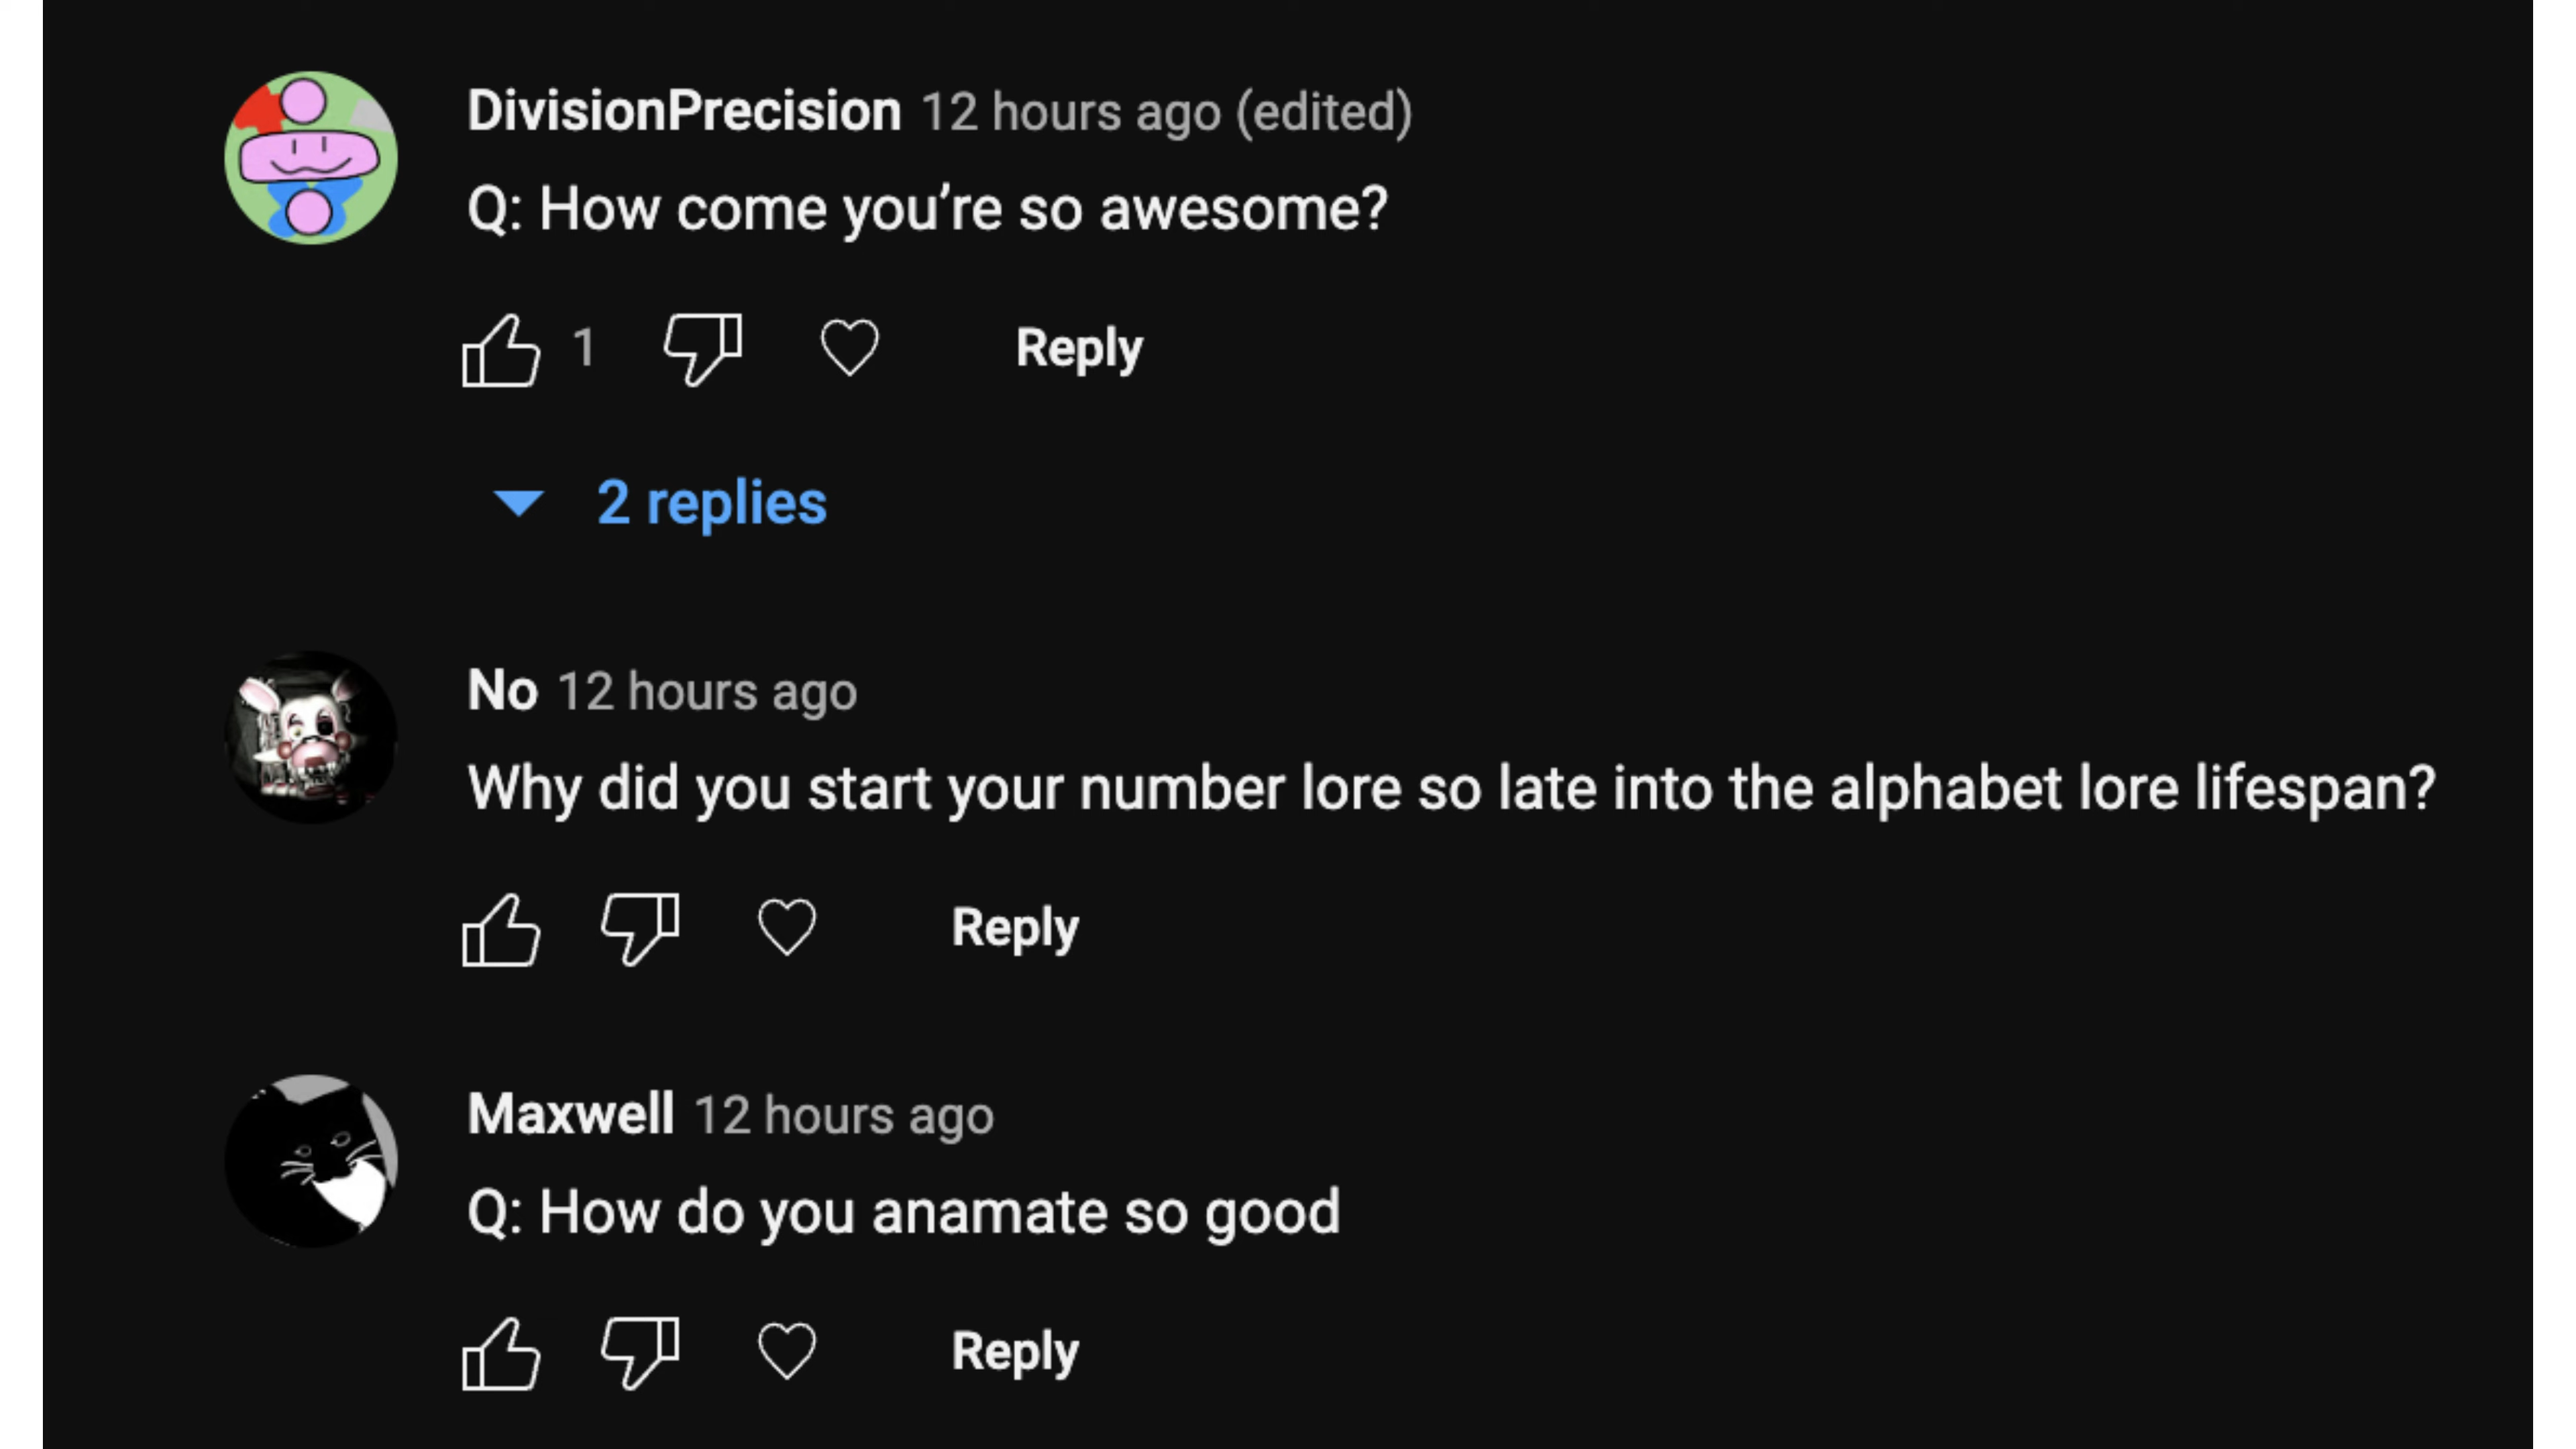 DivisionPrecision 12 hours ago (edited)
Q: How come you’re so awesome?
1 Reply
2 replies
No 12 hours ago
Why did you start your number lore so late into the alphabet lore lifespan?
Reply
Maxwell 12 hours ago
Q: How do you anamate so good
Reply